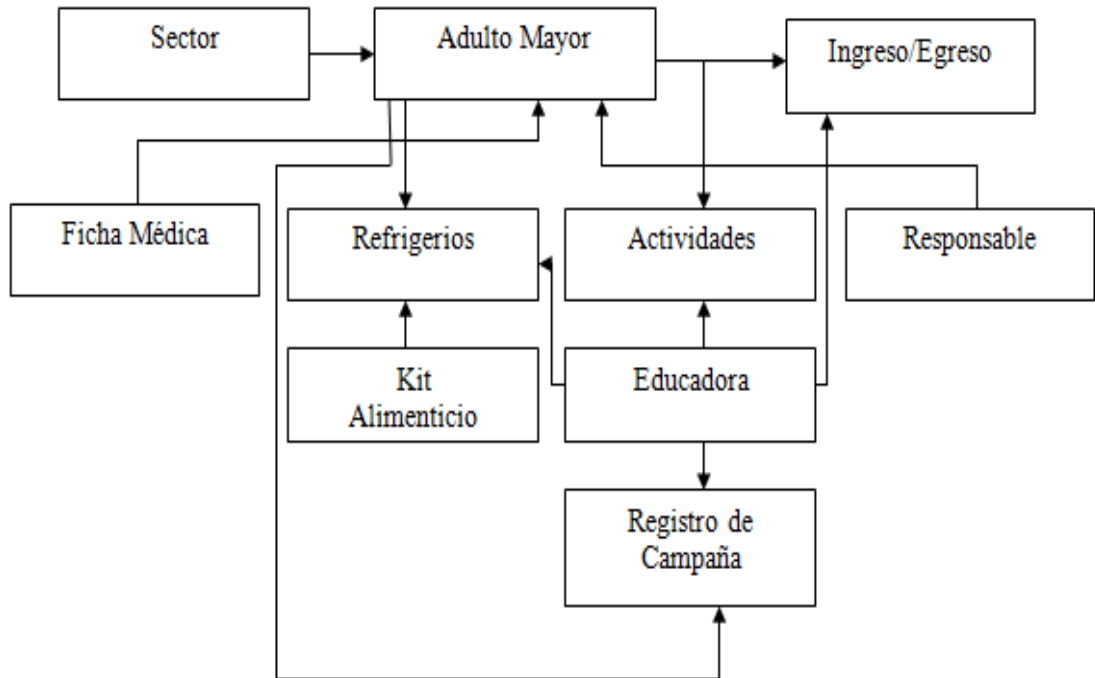 Sector
Adulto Mayor
Ingreso/Egreso
Ficha Médica
Refrigerios
Actividades
Responsable
Kit
Alimenticio
Educadora
Registro de
Campaña